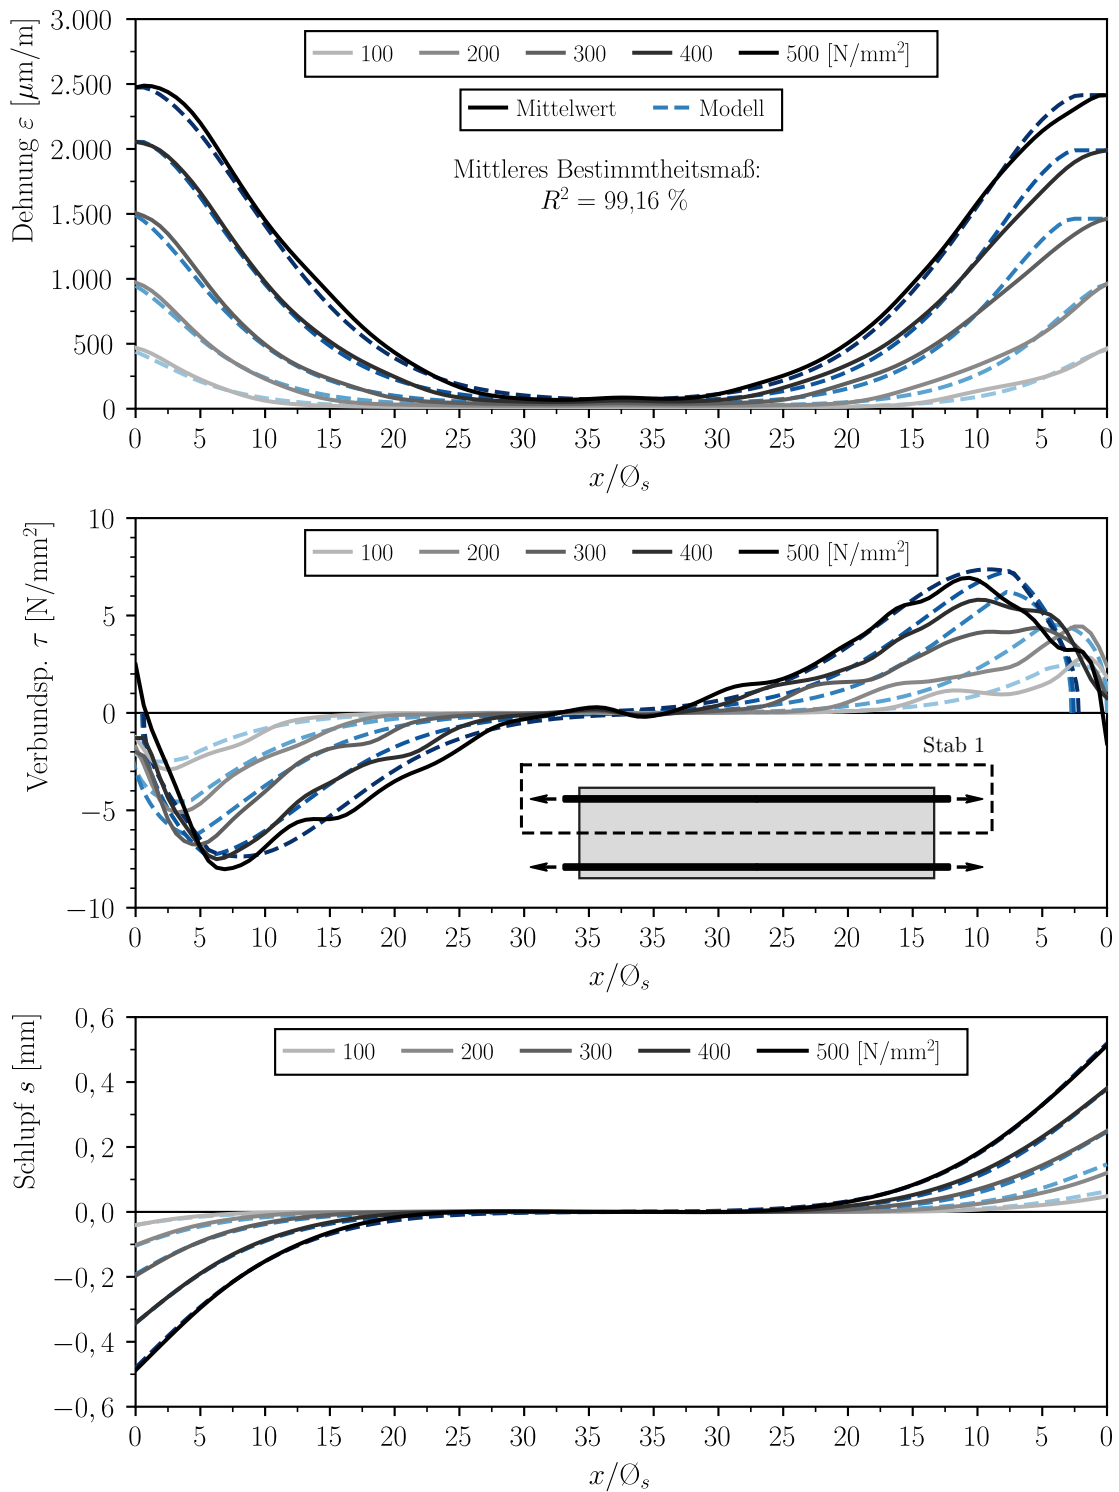 Dehnung ε [μm/m]
3.000
2.500
2.000
1.500
1.000
500
0
100 200 300 400 500 [N/mm²]
Mittelwert Modell
Mittleres Bestimmtheitsmaß:
R² = 99,16 %
0 5 10 15 20 25 30 35 35 30 25 20 15 10 5 0
x/Øₛ
Verbundsp. τ [N/mm²]
10
5
0
−5
−10
100 200 300 400 500 [N/mm²]
Stab 1
0 5 10 15 20 25 30 35 35 30 25 20 15 10 5 0
x/Øₛ
Schlupf s [mm]
0,6
0,4
0,2
0,0
−0,2
−0,4
−0,6
100 200 300 400 500 [N/mm²]
0 5 10 15 20 25 30 35 35 30 25 20 15 10 5 0
x/Øₛ